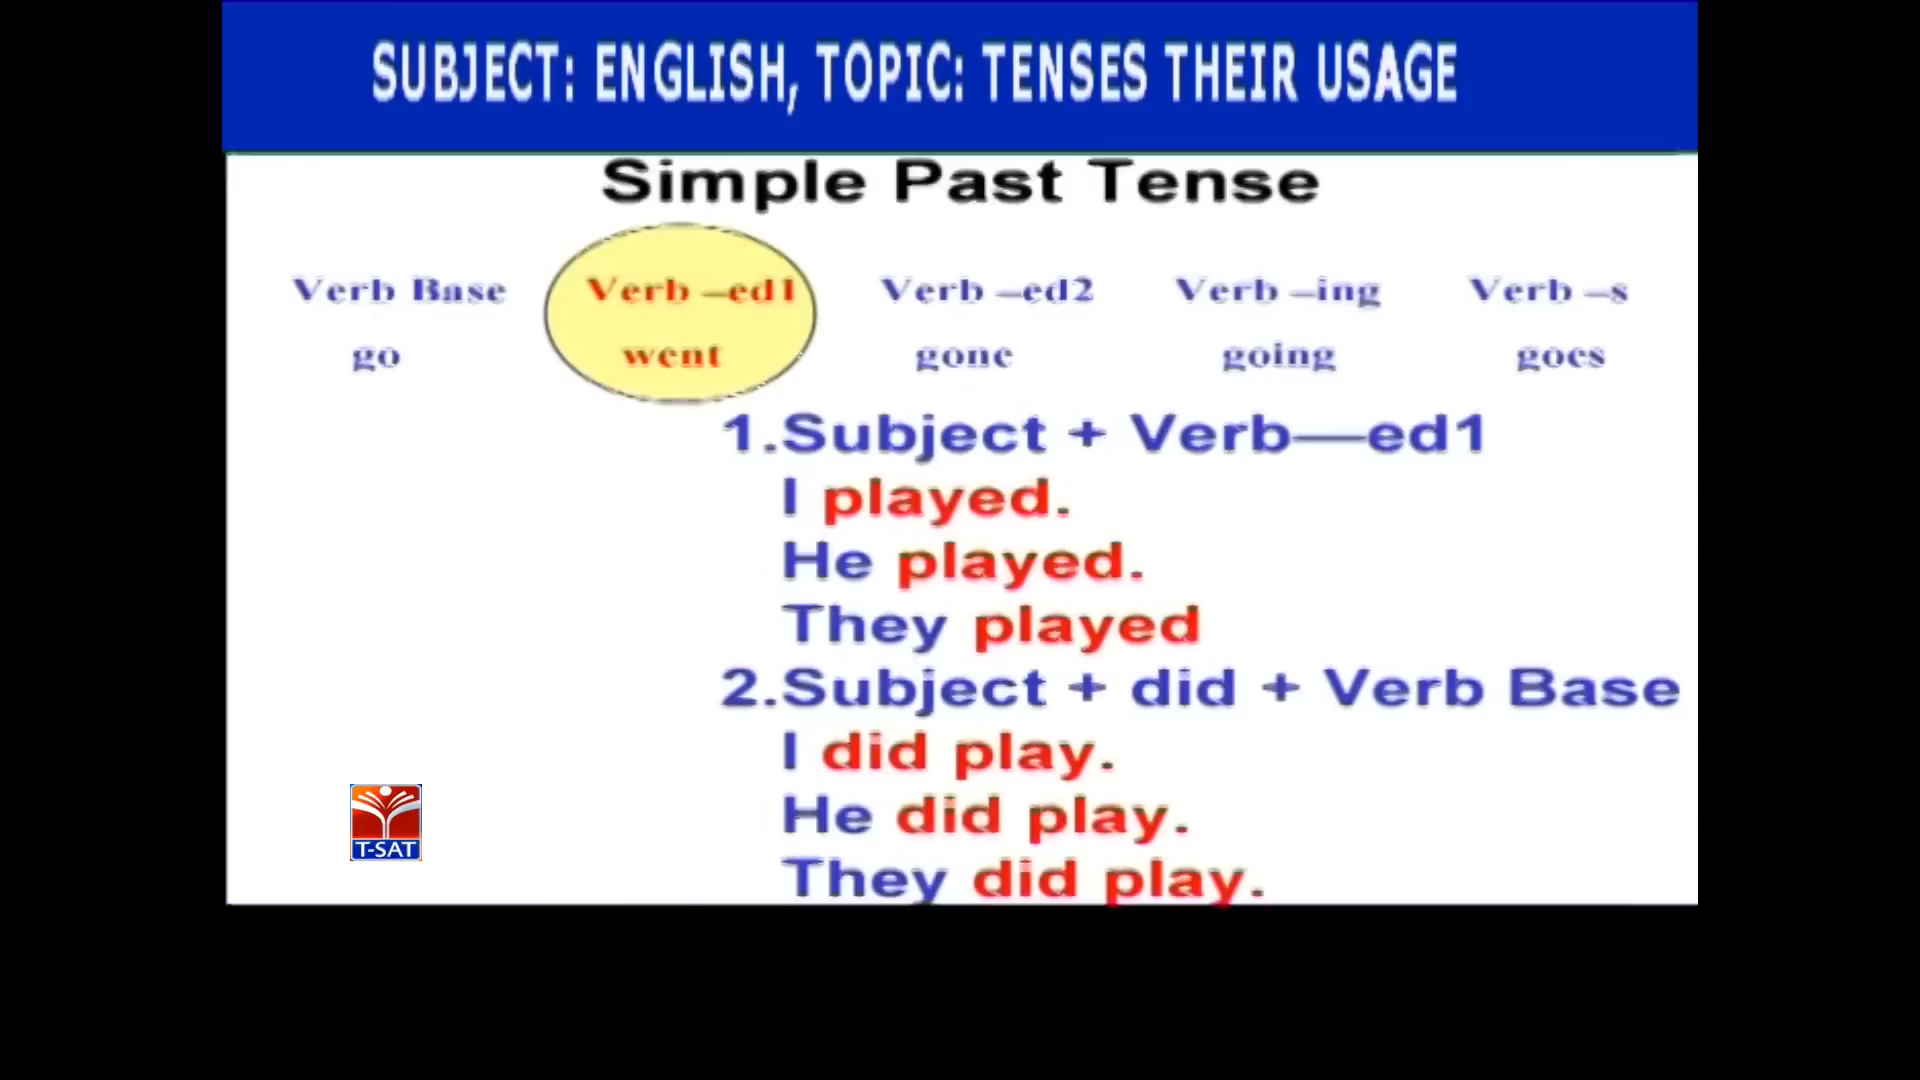 SUBJECT: ENGLISH, TOPIC: TENSES THEIR USAGE
Simple Past Tense
Verb Base Verb –ed1 Verb –ed2 Verb –ing Verb –s
go went gone going goes
1.Subject + Verb—ed1
I played.
He played.
They played
2.Subject + did + Verb Base
I did play.
He did play.
They did play.
T-SAT